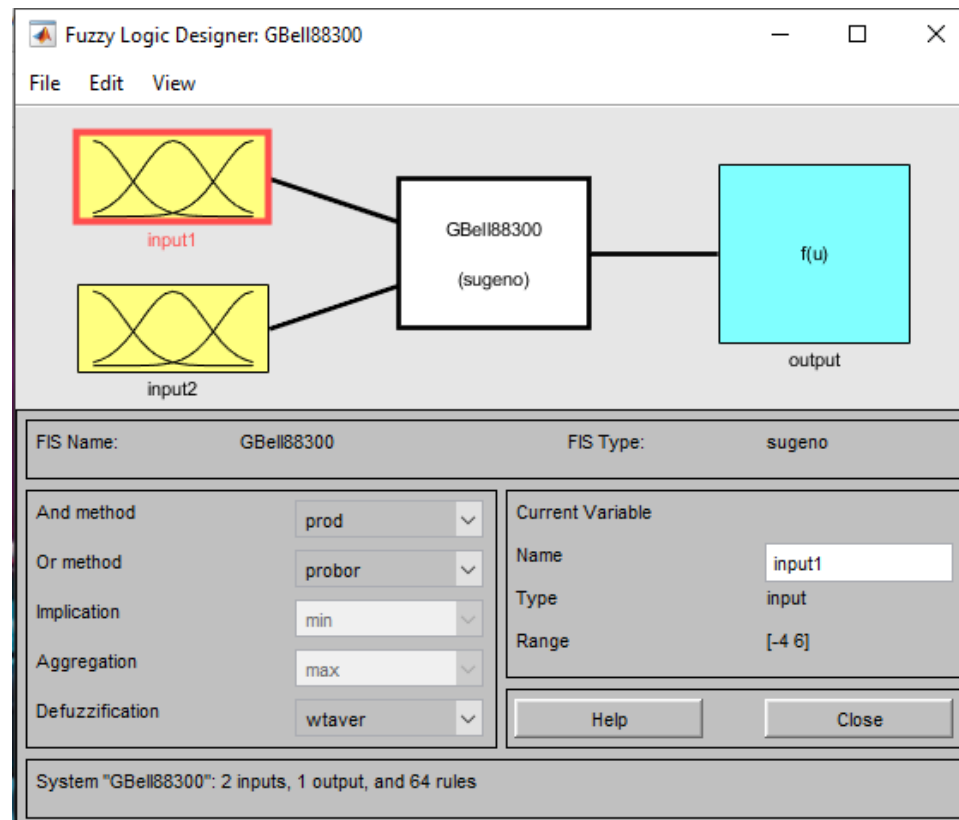 Fuzzy Logic Designer: GBell88300
File Edit View
input1
input2
GBell88300
(sugeno)
f(u)
output
FIS Name: GBell88300 FIS Type: sugeno
And method prod
Or method probor
Implication min
Aggregation max
Defuzzification wtaver
Current Variable
Name input1
Type input
Range [-4 6]
Help Close
System "GBell88300": 2 inputs, 1 output, and 64 rules